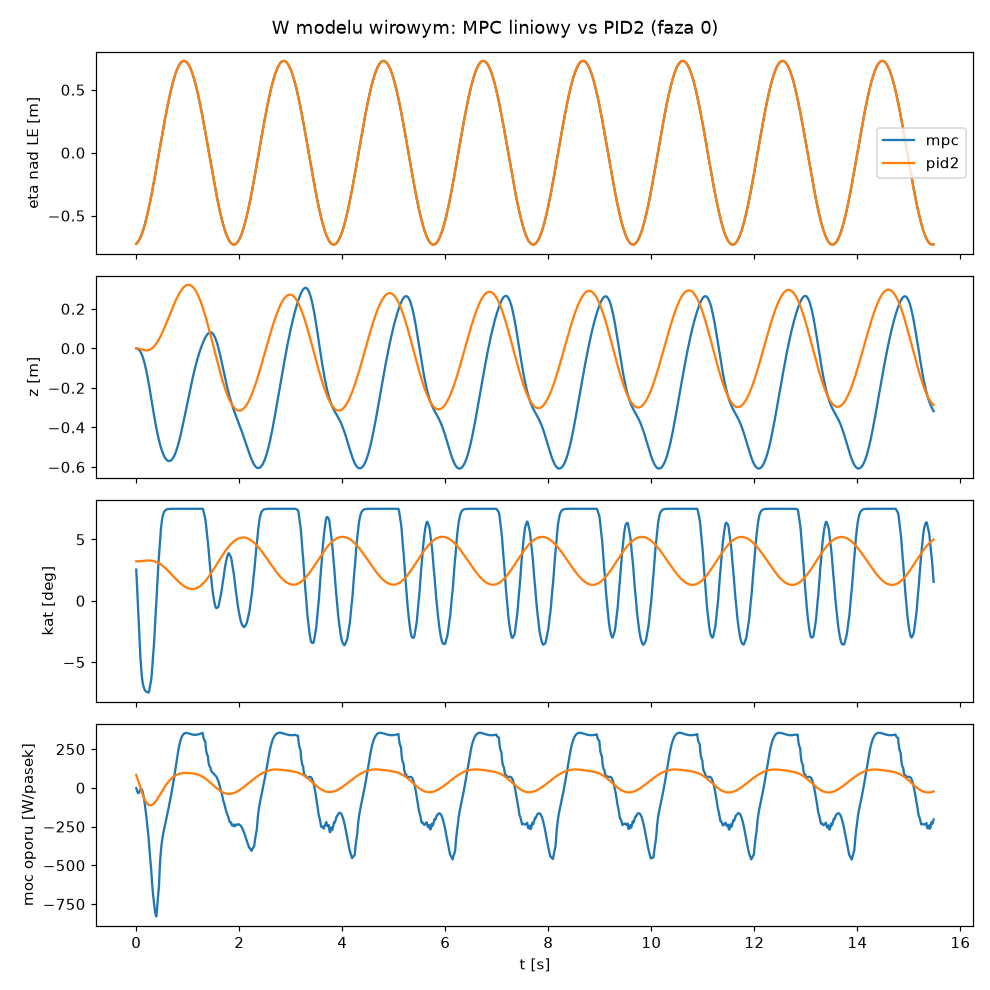 W modelu wirowym: MPC liniowy vs PID2 (faza 0)
eta nad LE [m]
0.5
0.0
−0.5
mpc
pid2
z [m]
0.2
0.0
−0.2
−0.4
−0.6
kat [deg]
5
0
−5
moc oporu [W/pasek]
250
0
−250
−500
−750
0 2 4 6 8 10 12 14 16
t [s]